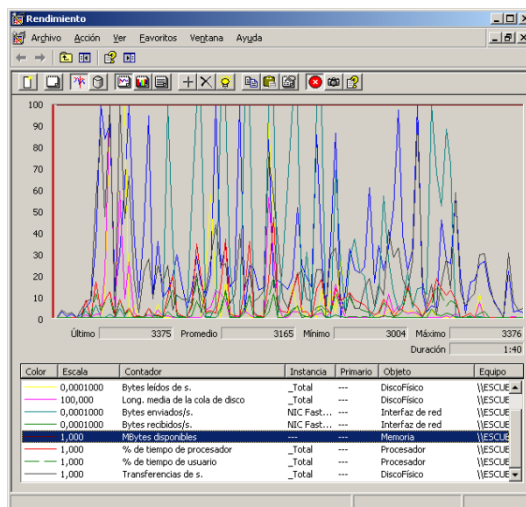 Rendimiento
Archivo Acción Ver Favoritos Ventana Ayuda
100
90
80
70
60
50
40
30
20
10
0
Último 3375 Promedio 3165 Mínimo 3004 Máximo 3376
Duración 1:40
Color Escala Contador Instancia Primario Objeto Equipo
0,0001000 Bytes leídos de s. _Total --- DiscoFísico \\ESCUE
100,000 Long. media de la cola de disco _Total --- DiscoFísico \\ESCUE
0,0001000 Bytes enviados/s. NIC Fast... --- Interfaz de red \\ESCUE
0,0001000 Bytes recibidos/s. NIC Fast... --- Interfaz de red \\ESCUE
1,000 MBytes disponibles --- --- Memoria \\ESCUE
1,000 % de tiempo de procesador _Total --- Procesador \\ESCUE
1,000 % de tiempo de usuario _Total --- Procesador \\ESCUE
1,000 Transferencias de s. _Total --- DiscoFísico \\ESCUE